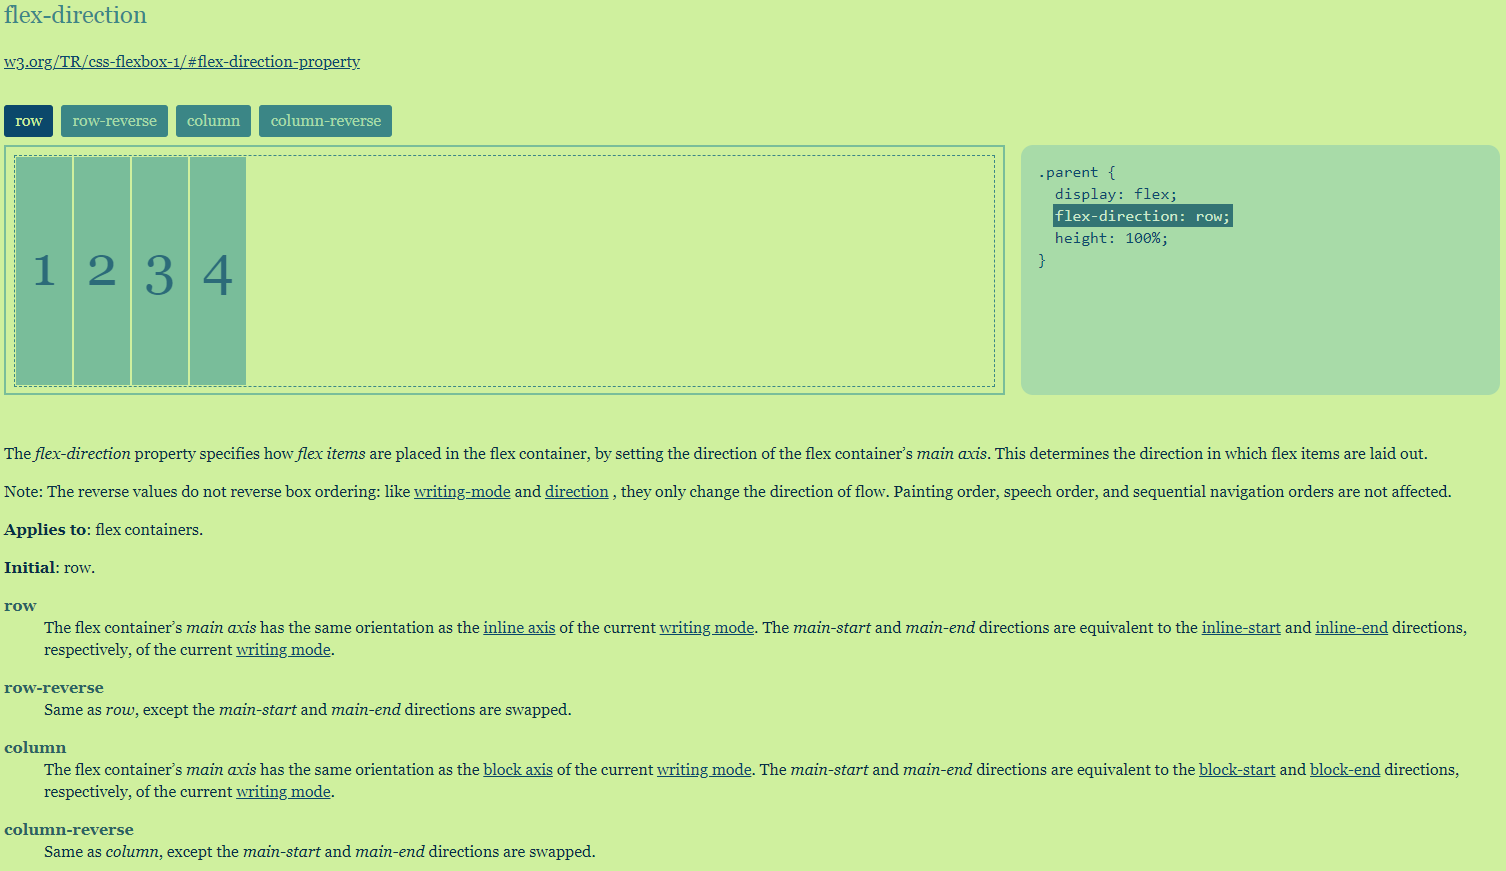 flex-direction
w3.org/TR/css-flexbox-1/#flex-direction-property
row row-reverse column column-reverse
1 2 3 4
.parent {
display: flex;
flex-direction: row;
height: 100%;
}
The flex-direction property specifies how flex items are placed in the flex container, by setting the direction of the flex container’s main axis. This determines the direction in which flex items are laid out.
Note: The reverse values do not reverse box ordering: like writing-mode and direction , they only change the direction of flow. Painting order, speech order, and sequential navigation orders are not affected.
Applies to: flex containers.
Initial: row.
row
The flex container’s main axis has the same orientation as the inline axis of the current writing mode. The main-start and main-end directions are equivalent to the inline-start and inline-end directions,
respectively, of the current writing mode.
row-reverse
Same as row, except the main-start and main-end directions are swapped.
column
The flex container’s main axis has the same orientation as the block axis of the current writing mode. The main-start and main-end directions are equivalent to the block-start and block-end directions,
respectively, of the current writing mode.
column-reverse
Same as column, except the main-start and main-end directions are swapped.